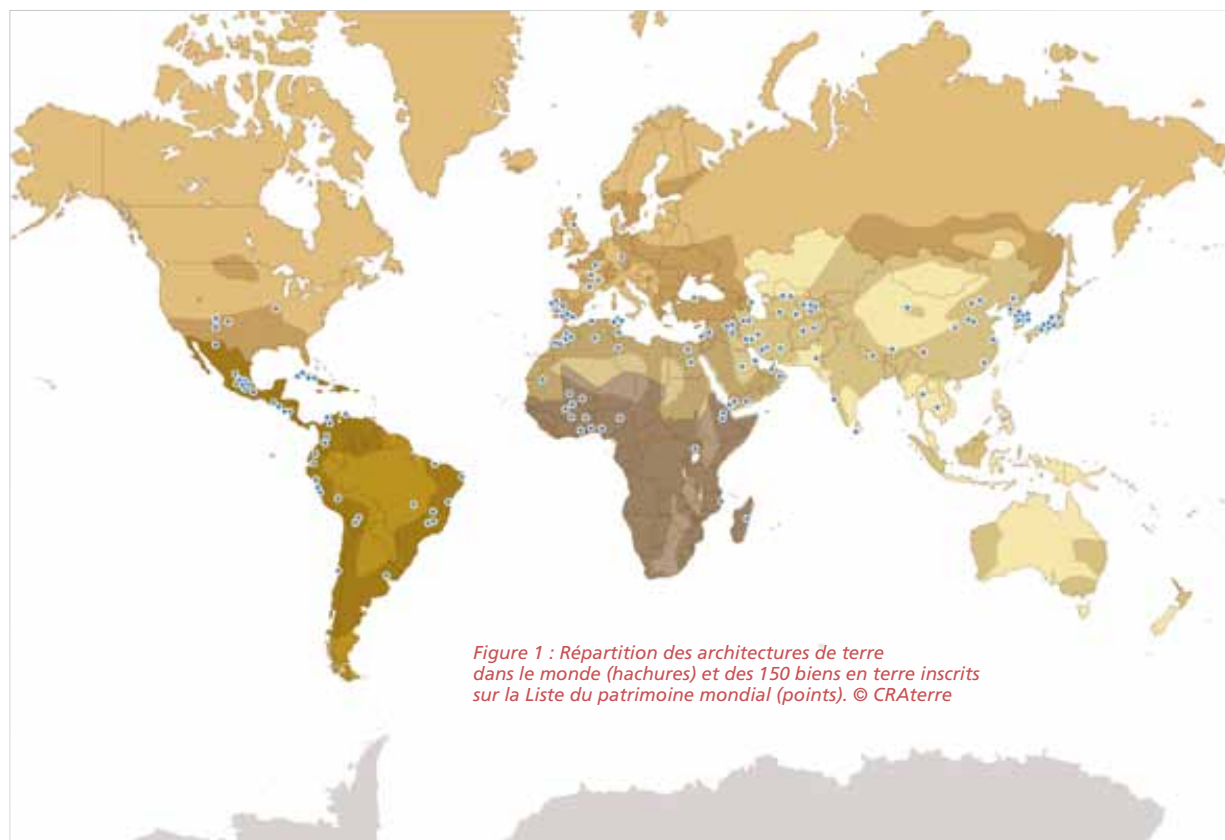 Figure 1 : Répartition des architectures de terre
dans le monde (hachures) et des 150 biens en terre inscrits
sur la Liste du patrimoine mondial (points). © CRAterre